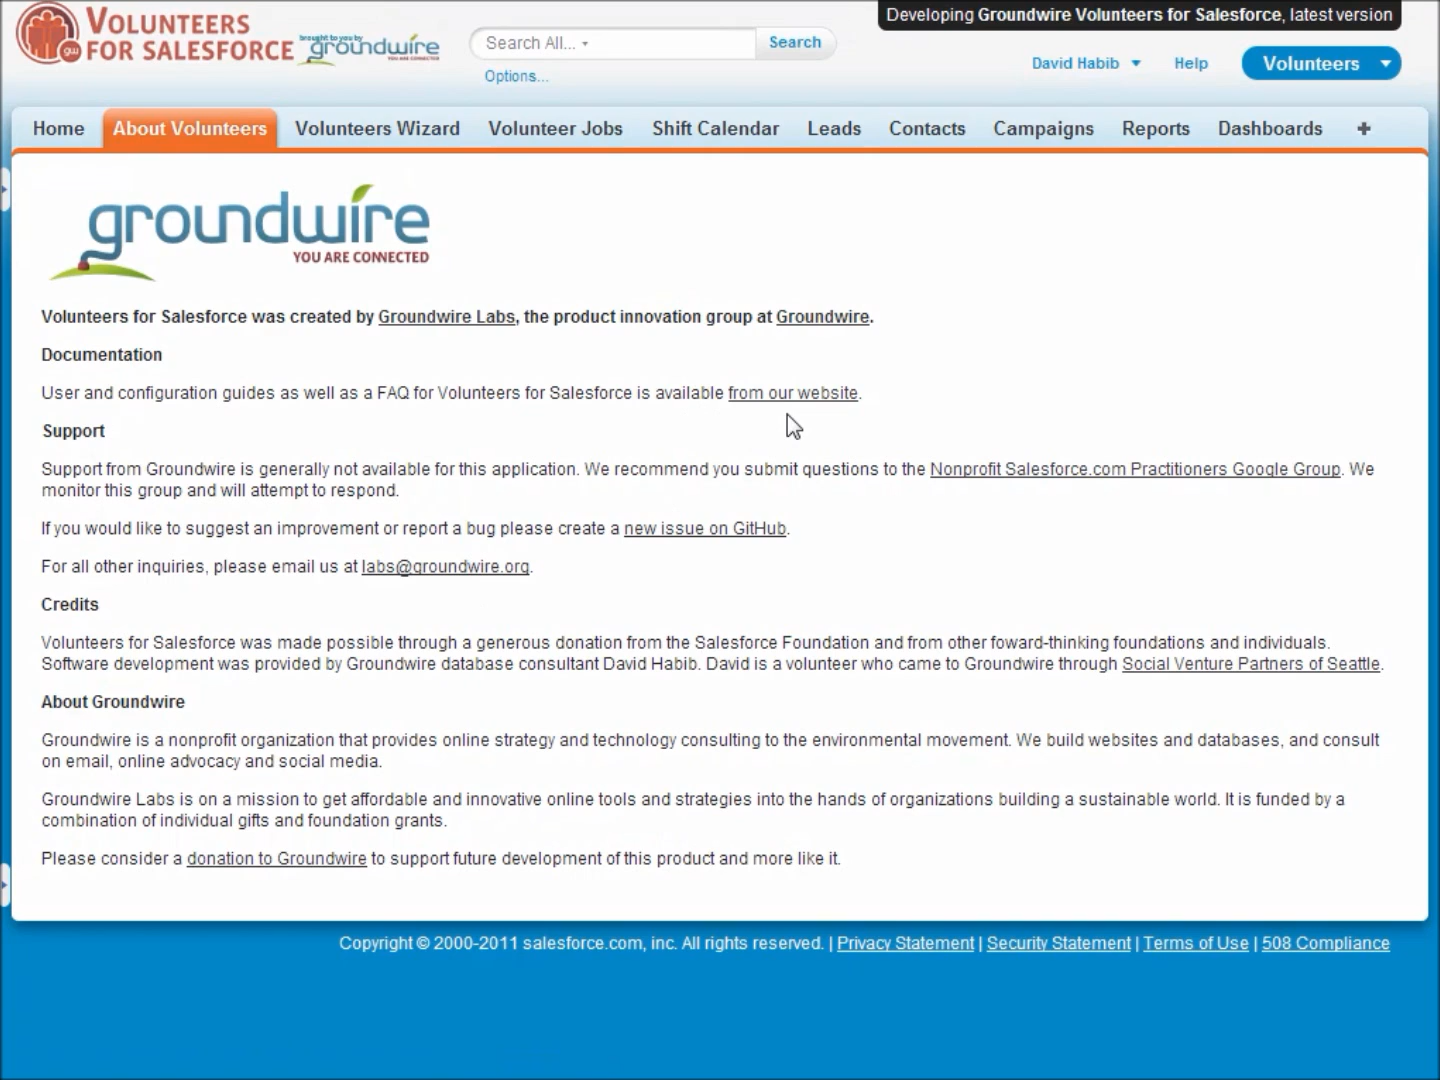 Developing Groundwire Volunteers for Salesforce, latest version
VOLUNTEERS
FOR SALESFORCE
gw
brought to you by
groundwire
YOU ARE CONNECTED
Search All...
Search
Options...
David Habib
Help
Volunteers
Home
About Volunteers
Volunteers Wizard
Volunteer Jobs
Shift Calendar
Leads
Contacts
Campaigns
Reports
Dashboards
+
groundwire
YOU ARE CONNECTED
Volunteers for Salesforce was created by Groundwire Labs, the product innovation group at Groundwire.
Documentation
User and configuration guides as well as a FAQ for Volunteers for Salesforce is available from our website.
Support
Support from Groundwire is generally not available for this application. We recommend you submit questions to the Nonprofit Salesforce.com Practitioners Google Group. We
monitor this group and will attempt to respond.
If you would like to suggest an improvement or report a bug please create a new issue on GitHub.
For all other inquiries, please email us at labs@groundwire.org.
Credits
Volunteers for Salesforce was made possible through a generous donation from the Salesforce Foundation and from other foward-thinking foundations and individuals.
Software development was provided by Groundwire database consultant David Habib. David is a volunteer who came to Groundwire through Social Venture Partners of Seattle.
About Groundwire
Groundwire is a nonprofit organization that provides online strategy and technology consulting to the environmental movement. We build websites and databases, and consult
on email, online advocacy and social media.
Groundwire Labs is on a mission to get affordable and innovative online tools and strategies into the hands of organizations building a sustainable world. It is funded by a
combination of individual gifts and foundation grants.
Please consider a donation to Groundwire to support future development of this product and more like it.
Copyright © 2000-2011 salesforce.com, inc. All rights reserved. | Privacy Statement | Security Statement | Terms of Use | 508 Compliance